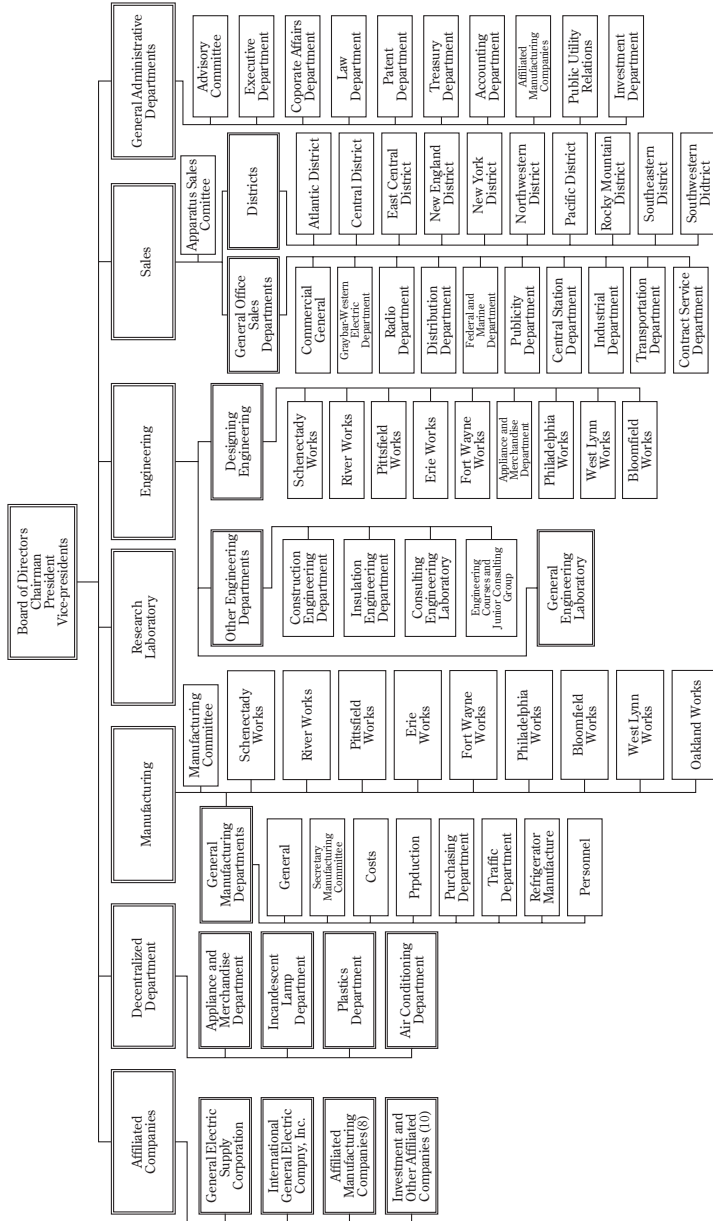 Board of Directors
Chairman
President
Vice-presidents
Affiliated
Companies
General Electric
Supply
Corporation
International
General Electric
Compny, Inc.
Affiliated
Manufacturing
Companies(8)
Investment and
Other Affiliated
Companies (10)
Decentralized
Department
Appliance and
Merchandise
Department
Incandescent
Lamp
Department
Plastics
Department
Air Conditioning
Department
Manufacturing
General
Manufacturing
Departments
General
Secretary
Manufacturing
Committee
Costs
Prpduction
Purchasing
Department
Traffic
Department
Refrigerator
Manufacture
Personnel
Manufacturing
Committee
Schenectady
Works
River Works
Pittsfield
Works
Erie
Works
Fort Wayne
Works
Philadelphia
Works
Bloomfield
Works
West Lynn
Works
Oakland Works
Research
Laboratory
Engineering
Other Engineering
Departments
Construction
Engineering
Department
Insulation
Engineering
Department
Consulting
Engineering
Laboratory
Engineering
Courses and
Junior Consulting
Group
General
Engineering
Laboratory
Designing
Engineering
Schenectady
Works
River Works
Pittsfield
Works
Erie Works
Fort Wayne
Works
Appliance and
Merchandise
Department
Philadelphia
Works
West Lynn
Works
Bloomfield
Works
Sales
Apparatus Sales
Comittee
General Office
Sales
Departments
Commercial
General
Graybar-Western
Electric
Department
Radio
Department
Distribution
Department
Federal and
Marine
Department
Publicity
Department
Central Station
Department
Industrial
Department
Transportation
Department
Contract Service
Department
Districts
Atlantic District
Central District
East Central
District
New England
District
New York
District
Northwestern
District
Pacific District
Rocky Mountain
District
Southeastern
District
Southwestern
Didtrict
General Administrative
Departments
Advisory
Committee
Executive
Department
Coporate Affairs
Department
Law
Department
Patent
Department
Treasury
Department
Accounting
Department
Affiliated
Manufacturing
Companies
Public Utility
Relations
Investment
Department